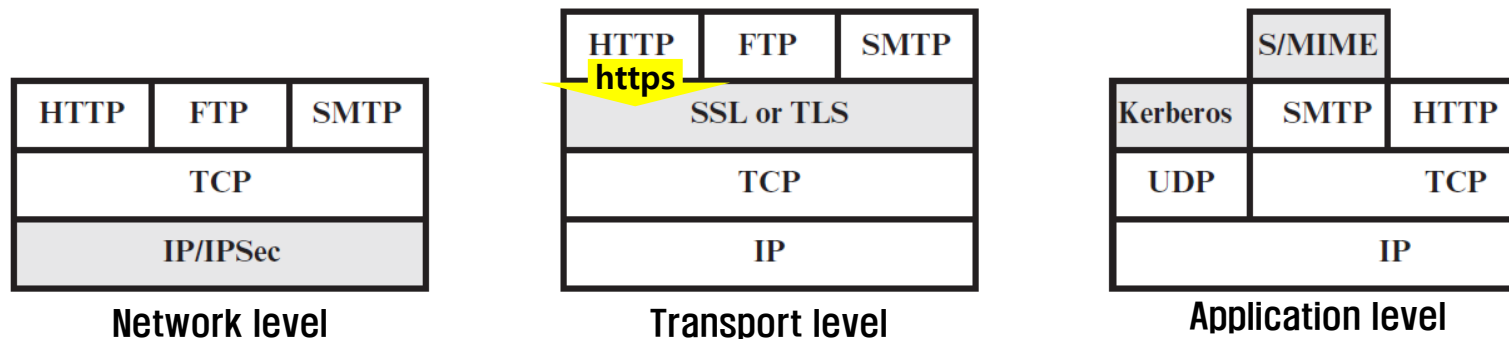 HTTP FTP SMTP
TCP
IP/IPSec
Network level
HTTP FTP SMTP
https
SSL or TLS
TCP
IP
Transport level
S/MIME
Kerberos SMTP HTTP
UDP TCP
IP
Application level